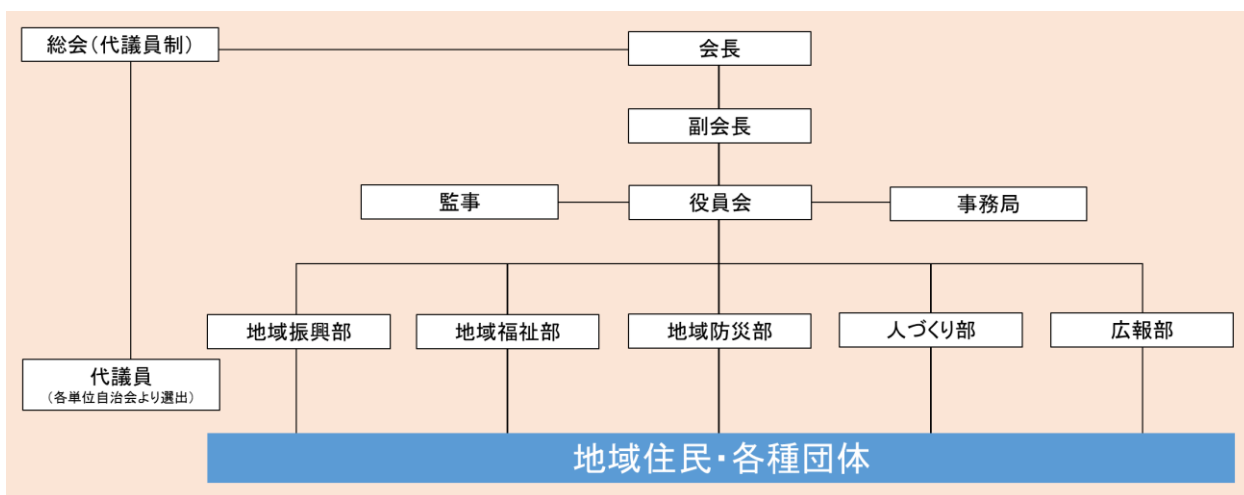 総会（代議員制）
会長
副会長
監事
役員会
事務局
地域振興部
地域福祉部
地域防災部
人づくり部
広報部
代議員
（各単位自治会より選出）
地域住民・各種団体